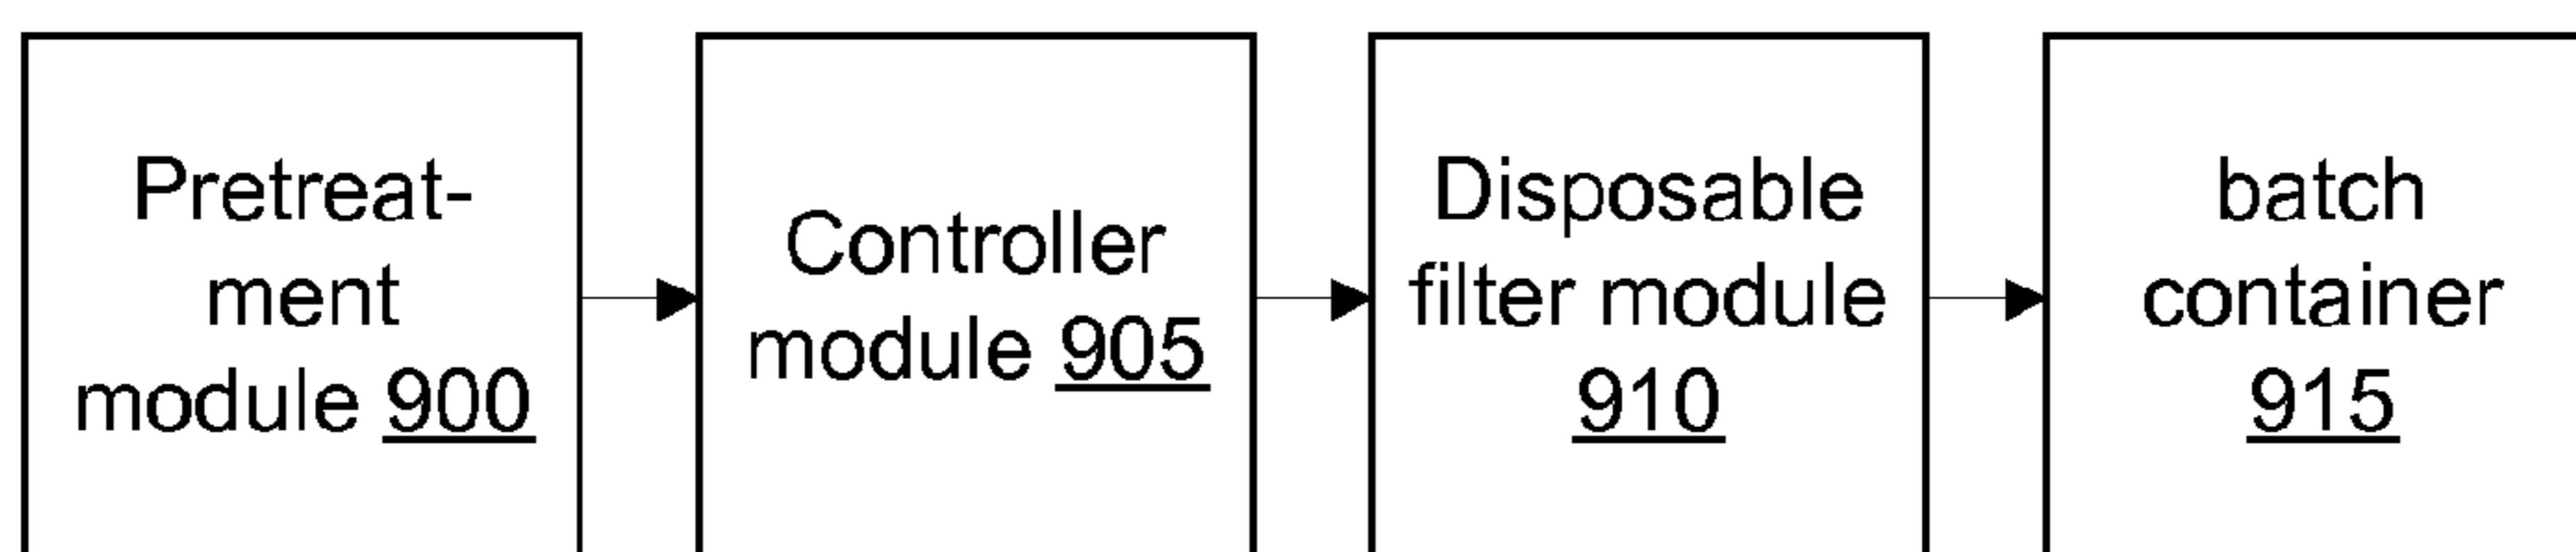 Pretreat-
ment
module 900
Controller
module 905
Disposable
filter module
910
batch
container
915